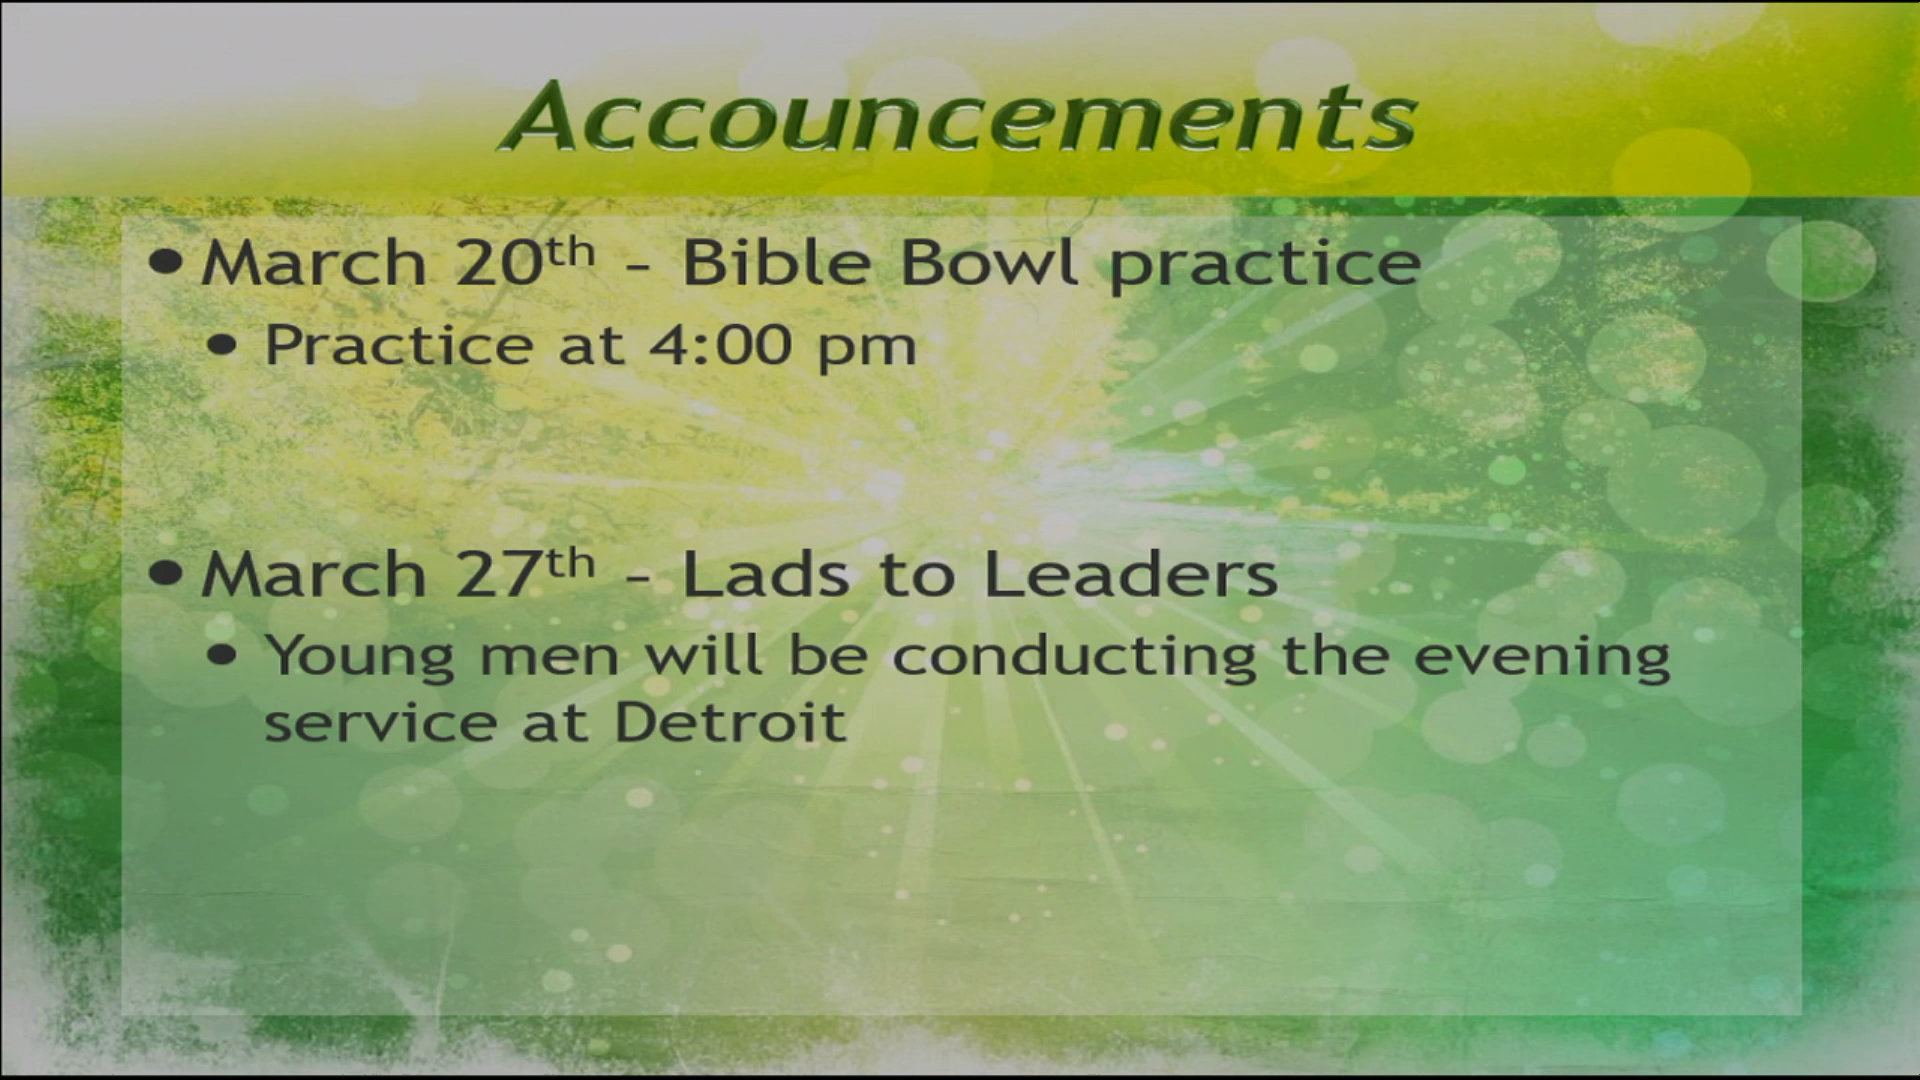 Accouncements
• March 20th - Bible Bowl practice
• Practice at 4:00 pm
• March 27th - Lads to Leaders
• Young men will be conducting the evening
service at Detroit